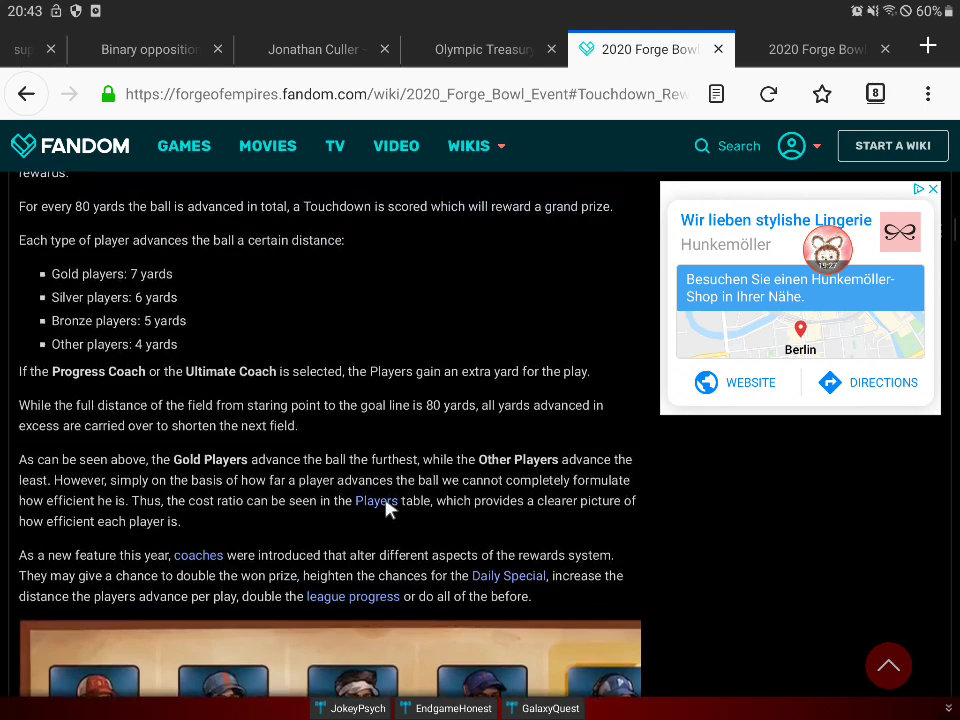 20:43
60%
sup
Binary opposition
Jonathan Culler -
Olympic Treasur
2020 Forge Bowl
2020 Forge Bowl
https://forgeofempires.fandom.com/wiki/2020_Forge_Bowl_Event#Touchdown_Rew
8
FANDOM
GAMES
MOVIES
TV
VIDEO
WIKIS
Search
START A WIKI
rewards.
For every 80 yards the ball is advanced in total, a Touchdown is scored which will reward a grand prize.
Each type of player advances the ball a certain distance:
Gold players: 7 yards
Silver players: 6 yards
Bronze players: 5 yards
Other players: 4 yards
If the Progress Coach or the Ultimate Coach is selected, the Players gain an extra yard for the play.
While the full distance of the field from staring point to the goal line is 80 yards, all yards advanced in
excess are carried over to shorten the next field.
As can be seen above, the Gold Players advance the ball the furthest, while the Other Players advance the
least. However, simply on the basis of how far a player advances the ball we cannot completely formulate
how efficient he is. Thus, the cost ratio can be seen in the Players table, which provides a clearer picture of
how efficient each player is.
As a new feature this year, coaches were introduced that alter different aspects of the rewards system.
They may give a chance to double the won prize, heighten the chances for the Daily Special, increase the
distance the players advance per play, double the league progress or do all of the before.
Wir lieben stylishe Lingerie
Hunkemöller
19:27
Besuchen Sie einen Hunkemöller-
Shop in Ihrer Nähe.
Berlin
WEBSITE
DIRECTIONS
JokeyPsych
EndgameHonest
GalaxyQuest